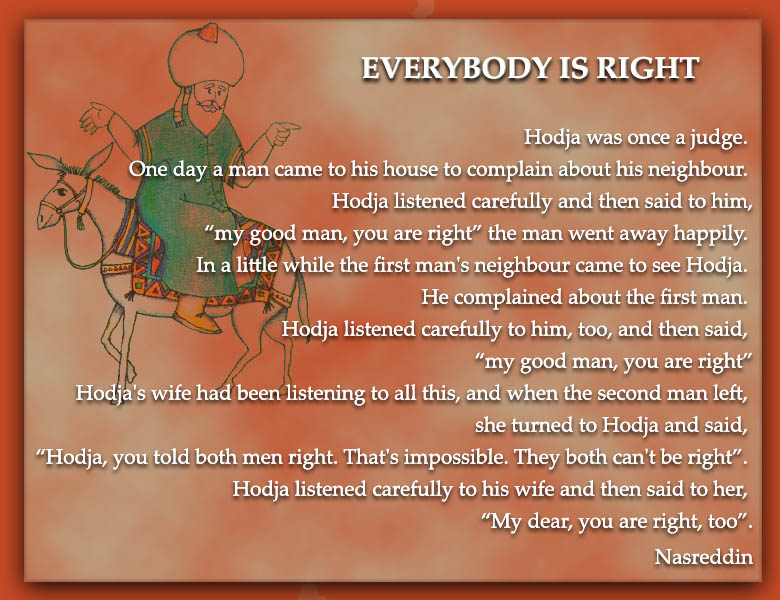 EVERYBODY IS RIGHT
Hodja was once a judge.
One day a man came to his house to complain about his neighbour.
Hodja listened carefully and then said to him,
“my good man, you are right” the man went away happily.
In a little while the first man's neighbour came to see Hodja.
He complained about the first man.
Hodja listened carefully to him, too, and then said,
“my good man, you are right”
Hodja's wife had been listening to all this, and when the second man left,
she turned to Hodja and said,
“Hodja, you told both men right. That's impossible. They both can't be right”.
Hodja listened carefully to his wife and then said to her,
“My dear, you are right, too”.
Nasreddin